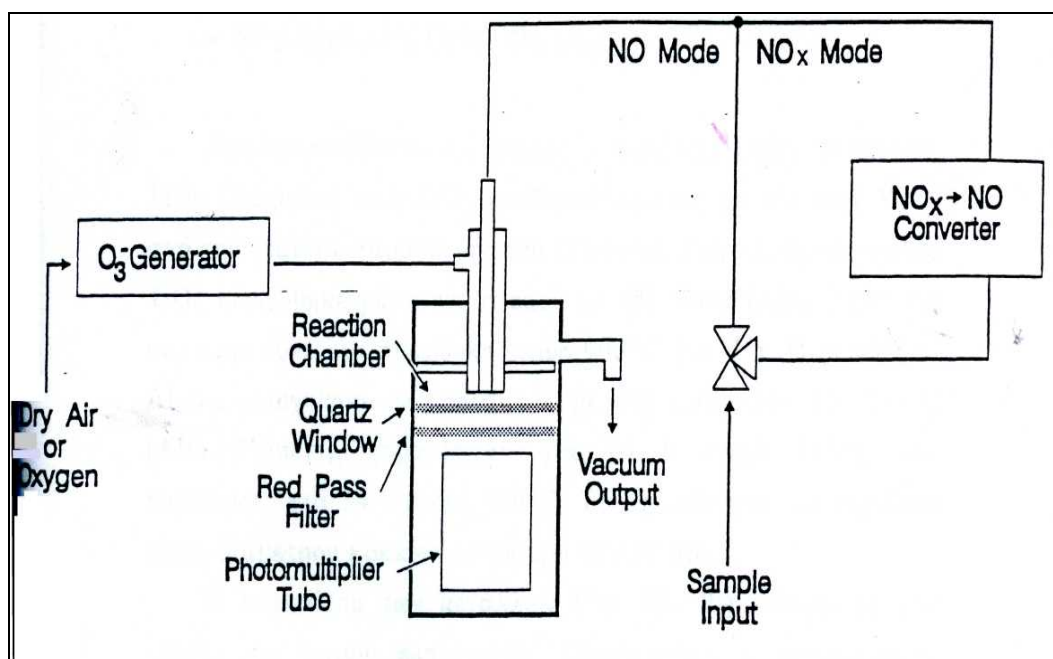 NO Mode
NOx Mode
NOx→NO
Converter
O3-Generator
Reaction
Chamber
Dry Air
or
Oxygen
Quartz
Window
Red Pass
Filter
Vacuum
Output
Photomultiplier
Tube
Sample
Input